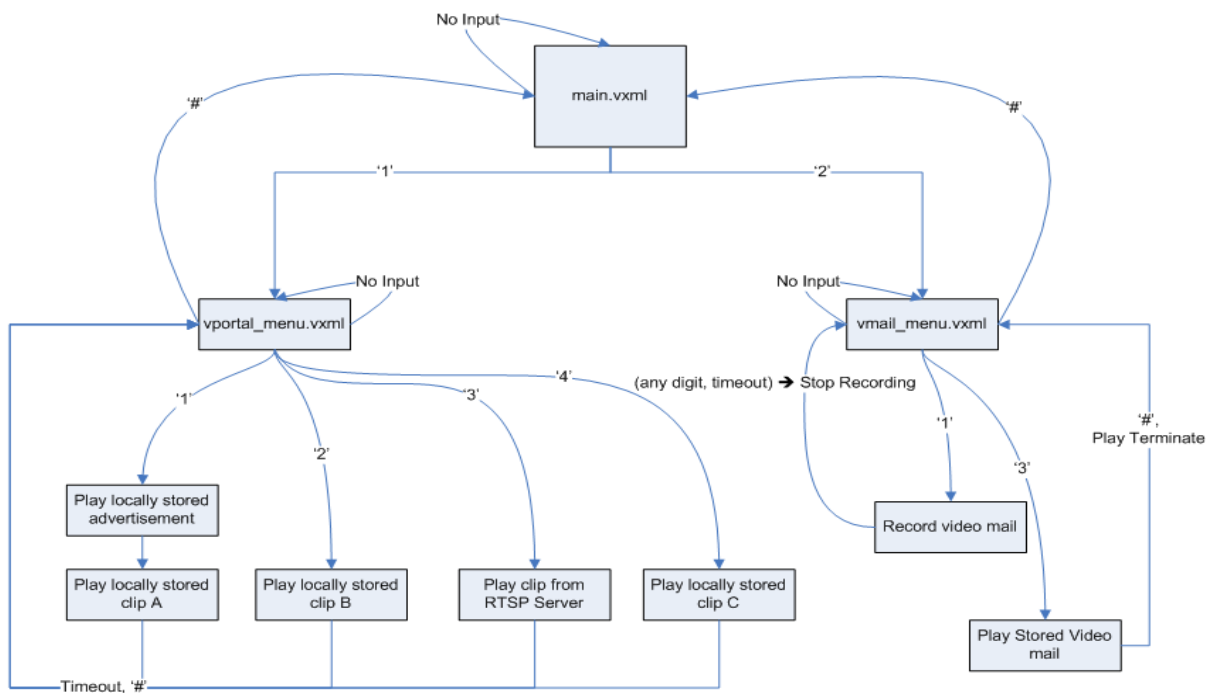 No Input
main.vxml
‘#’
‘#’
‘1’
‘2’
No Input
No Input
vportal_menu.vxml
vmail_menu.vxml
(any digit, timeout) ➔ Stop Recording
‘1’
‘2’
‘3’
‘4’
‘1’
‘3’
‘#’,
Play Terminate
Play locally stored
advertisement
Record video mail
Play locally stored
clip A
Play locally stored
clip B
Play clip from
RTSP Server
Play locally stored
clip C
Play Stored Video
mail
Timeout, ‘#’